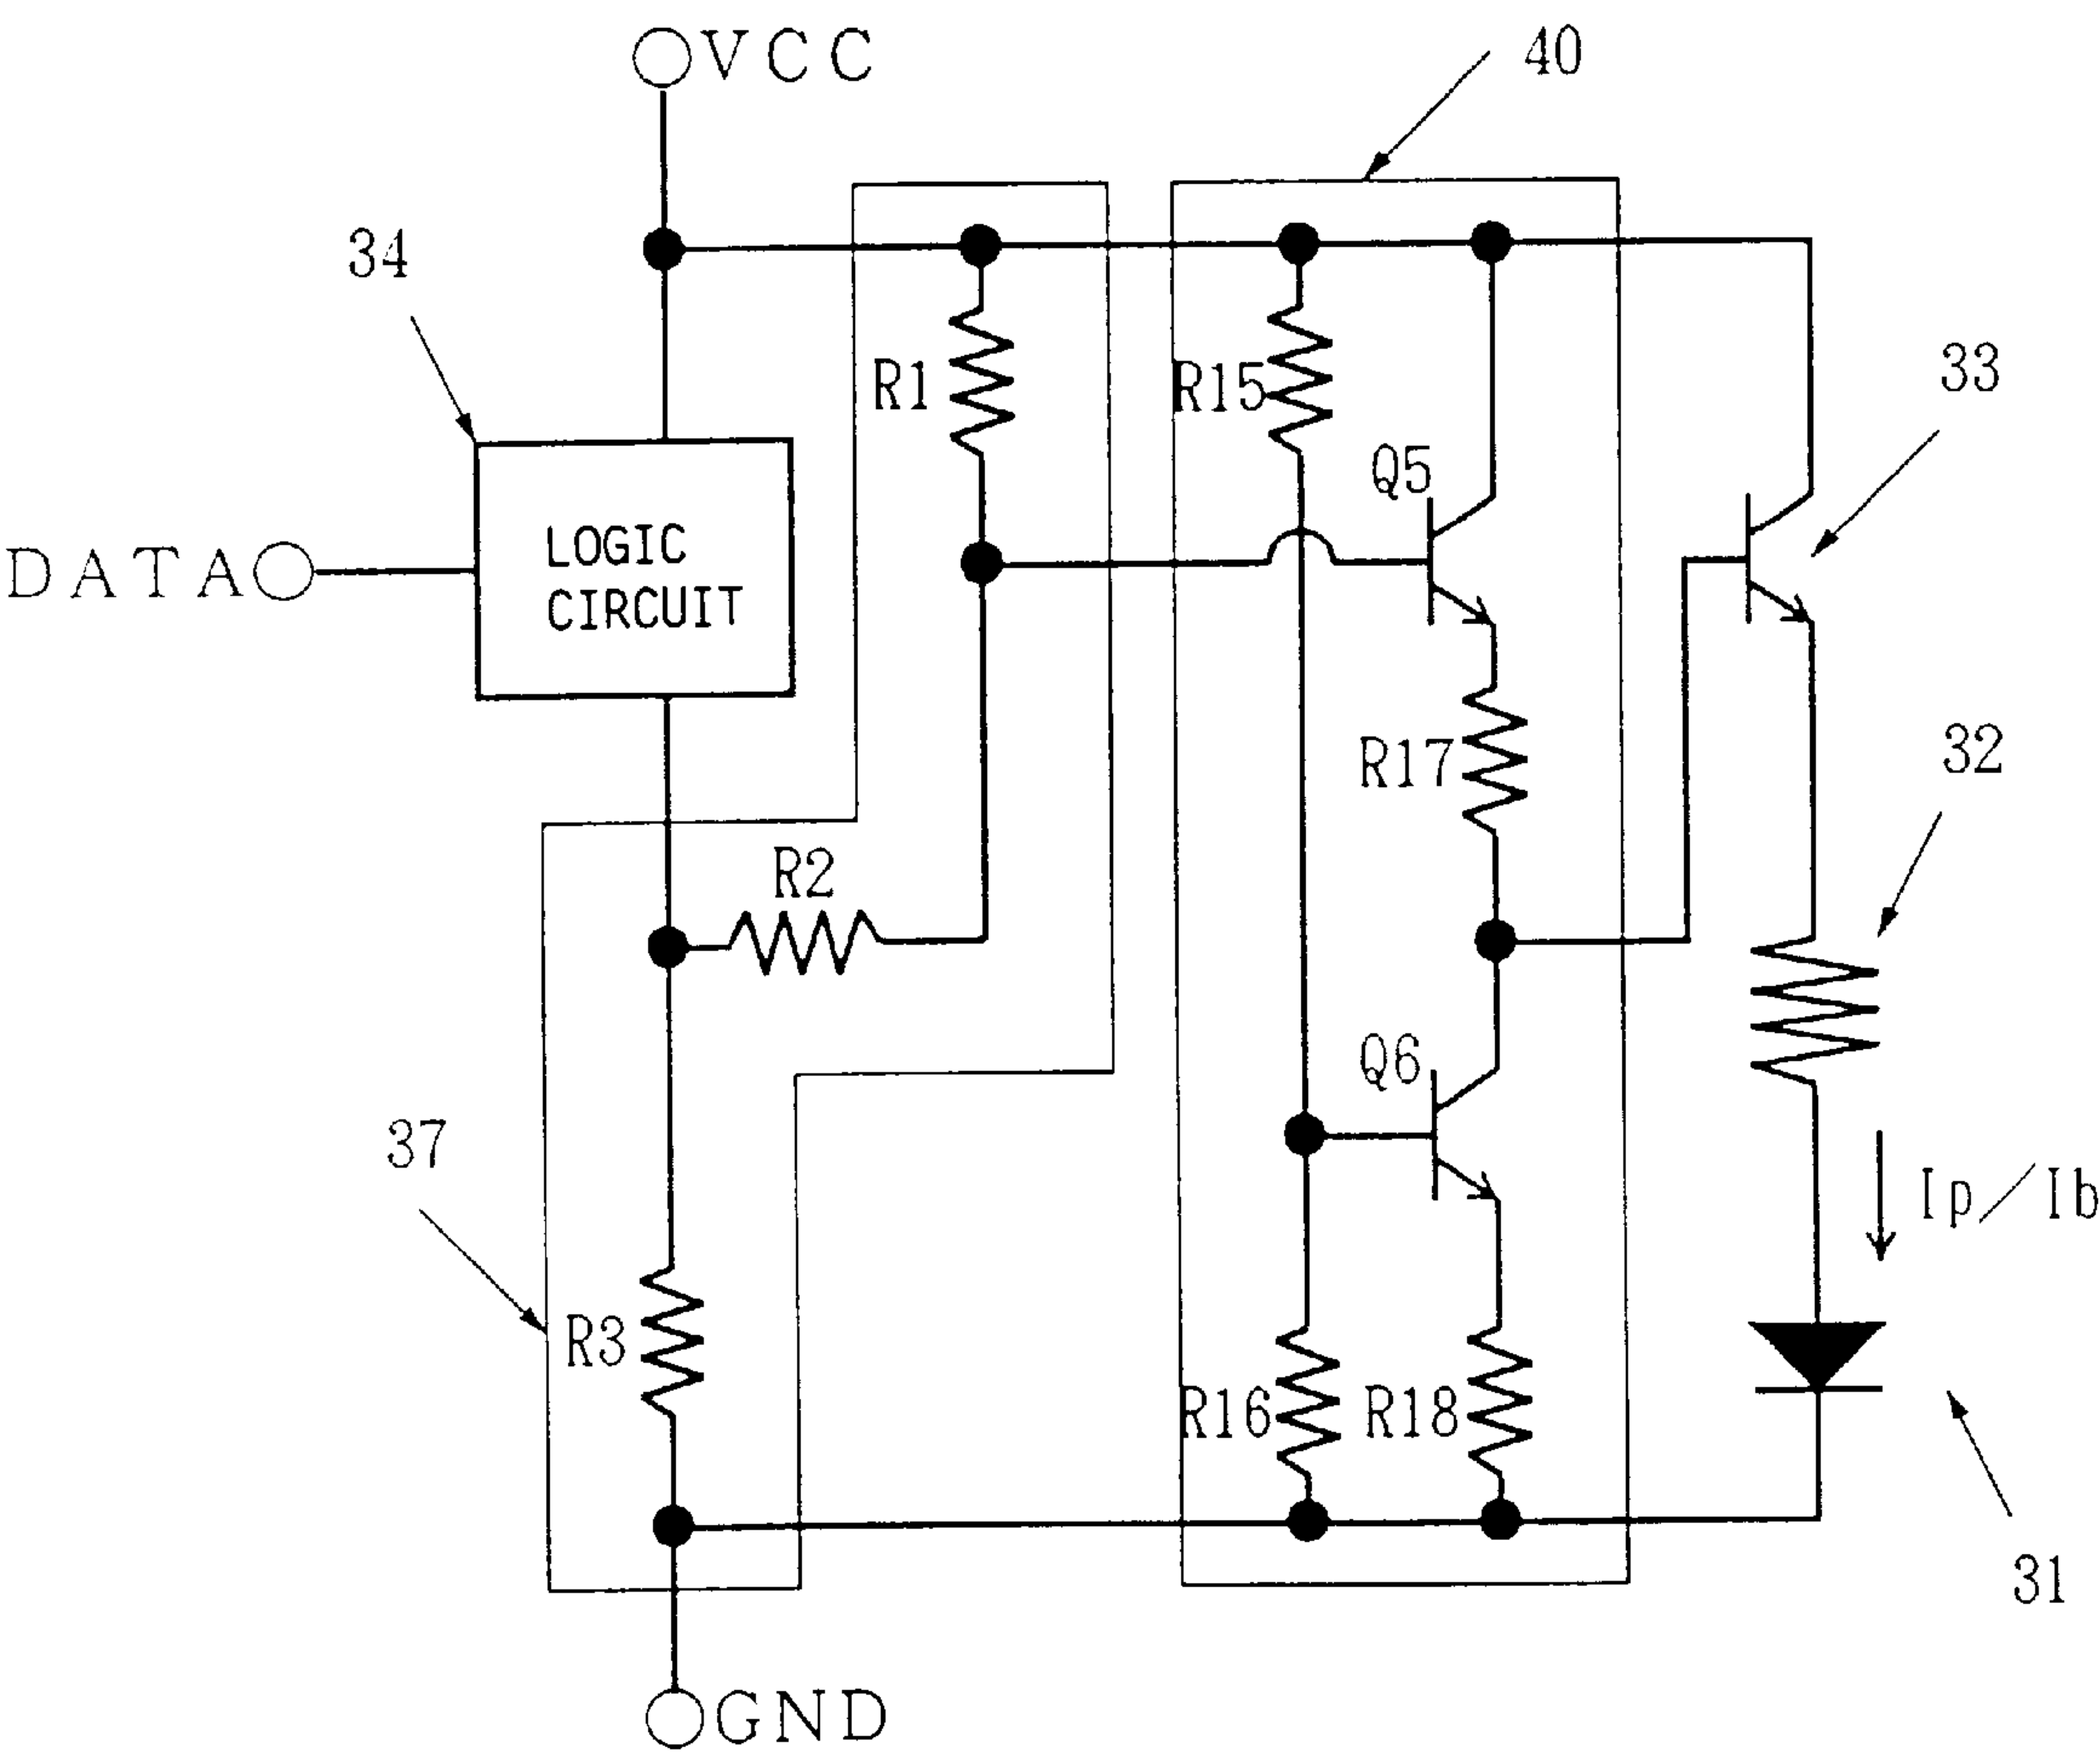 VCC
40
34
R1
R15
33
Q5
DATA
LOGIC
CIRCUIT
R17
32
R2
Q6
37
Ip/Ib
R3
R16
R18
31
GND